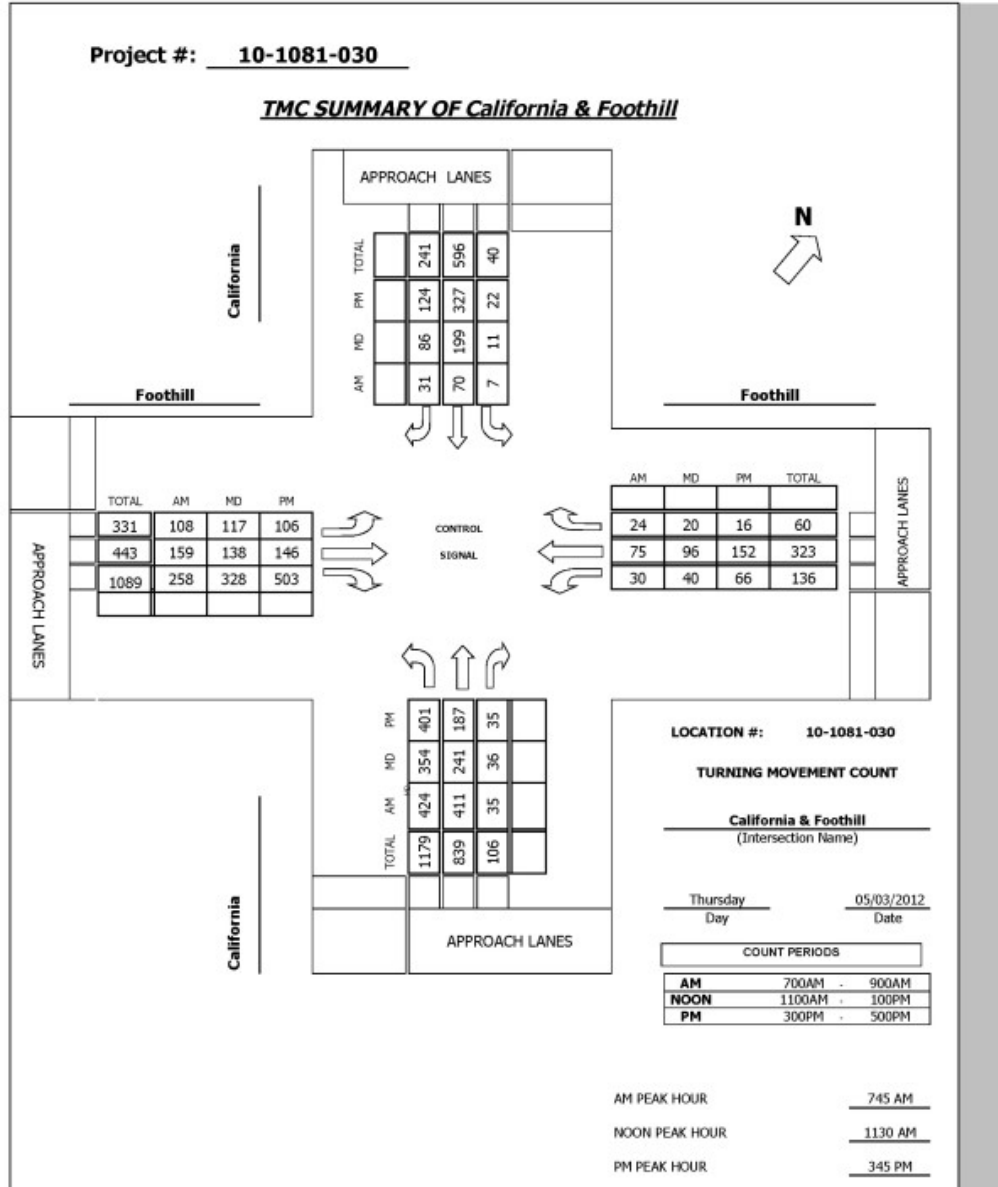 Project #: 10-1081-030
TMC SUMMARY OF California & Foothill
APPROACH LANES
N
California
TOTAL 241 596 40
PM 124 327 22
MD 86 199 11
AM 31 70 7
Foothill
Foothill
TOTAL AM MD PM
331 108 117 106
443 159 138 146
1089 258 328 503
APPROACH LANES
CONTROL
SIGNAL
AM MD PM TOTAL
24 20 16 60
75 96 152 323
30 40 66 136
APPROACH LANES
PM 401 187 35
MD 354 241 36
AM 424 411 35
TOTAL 1179 839 106
California
APPROACH LANES
LOCATION #: 10-1081-030
TURNING MOVEMENT COUNT
California & Foothill
(Intersection Name)
Thursday 05/03/2012
Day Date
COUNT PERIODS
AM 700AM - 900AM
NOON 1100AM - 100PM
PM 300PM - 500PM
AM PEAK HOUR 745 AM
NOON PEAK HOUR 1130 AM
PM PEAK HOUR 345 PM